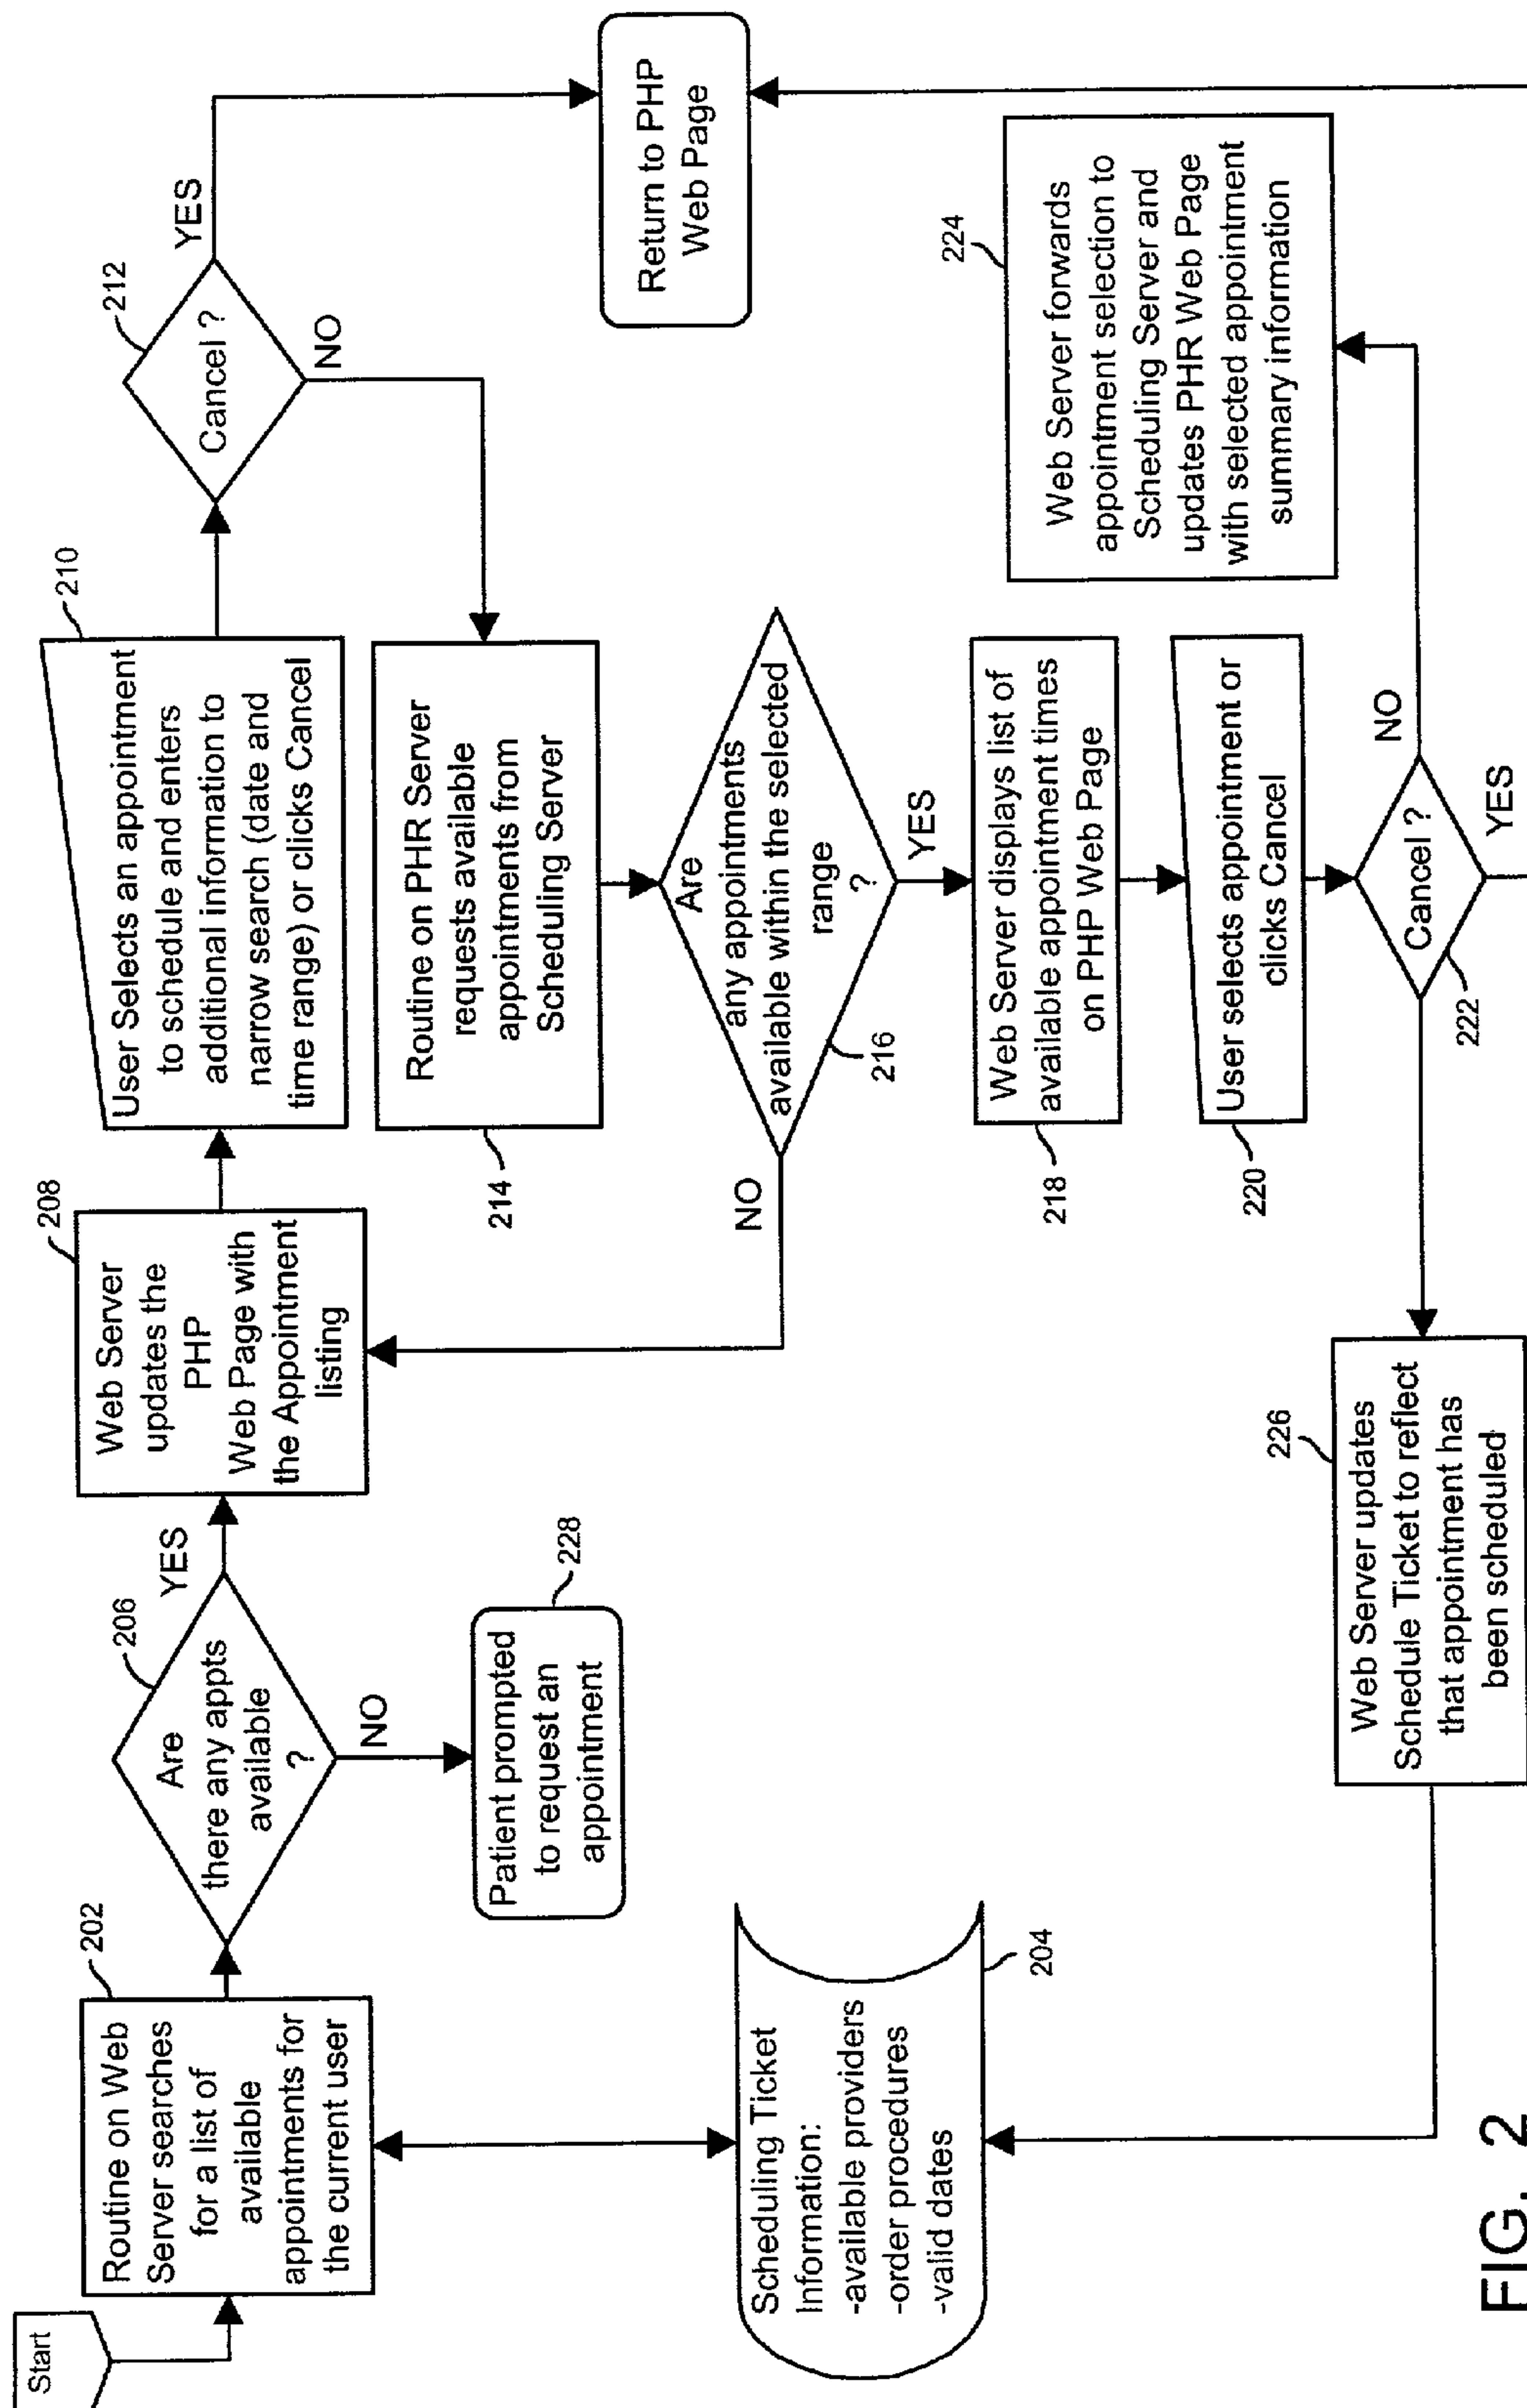 Start
202
Routine on Web
Server searches
for a list of
available
appointments for
the current user
206
Are
there any appts
available
?
YES
NO
Patient prompted
to request an
appointment
228
208
Web Server
updates the
PHP
Web Page with
the Appointment
listing
210
User Selects an appointment
to schedule and enters
additional information to
narrow search (date and
time range) or clicks Cancel
212
Cancel ?
YES
NO
Return to PHP
Web Page
Routine on PHR Server
requests available
appointments from
Scheduling Server
214
Are
any appointments
available within the selected
range
?
216
NO
YES
Web Server displays list of
available appointment times
on PHP Web Page
218
User selects appointment or
clicks Cancel
220
Cancel ?
222
NO
YES
224
Web Server forwards
appointment selection to
Scheduling Server and
updates PHR Web Page
with selected appointment
summary information
226
Web Server updates
Schedule Ticket to reflect
that appointment has
been scheduled
Scheduling Ticket
Information:
-available providers
-order procedures
-valid dates
204
FIG. 2